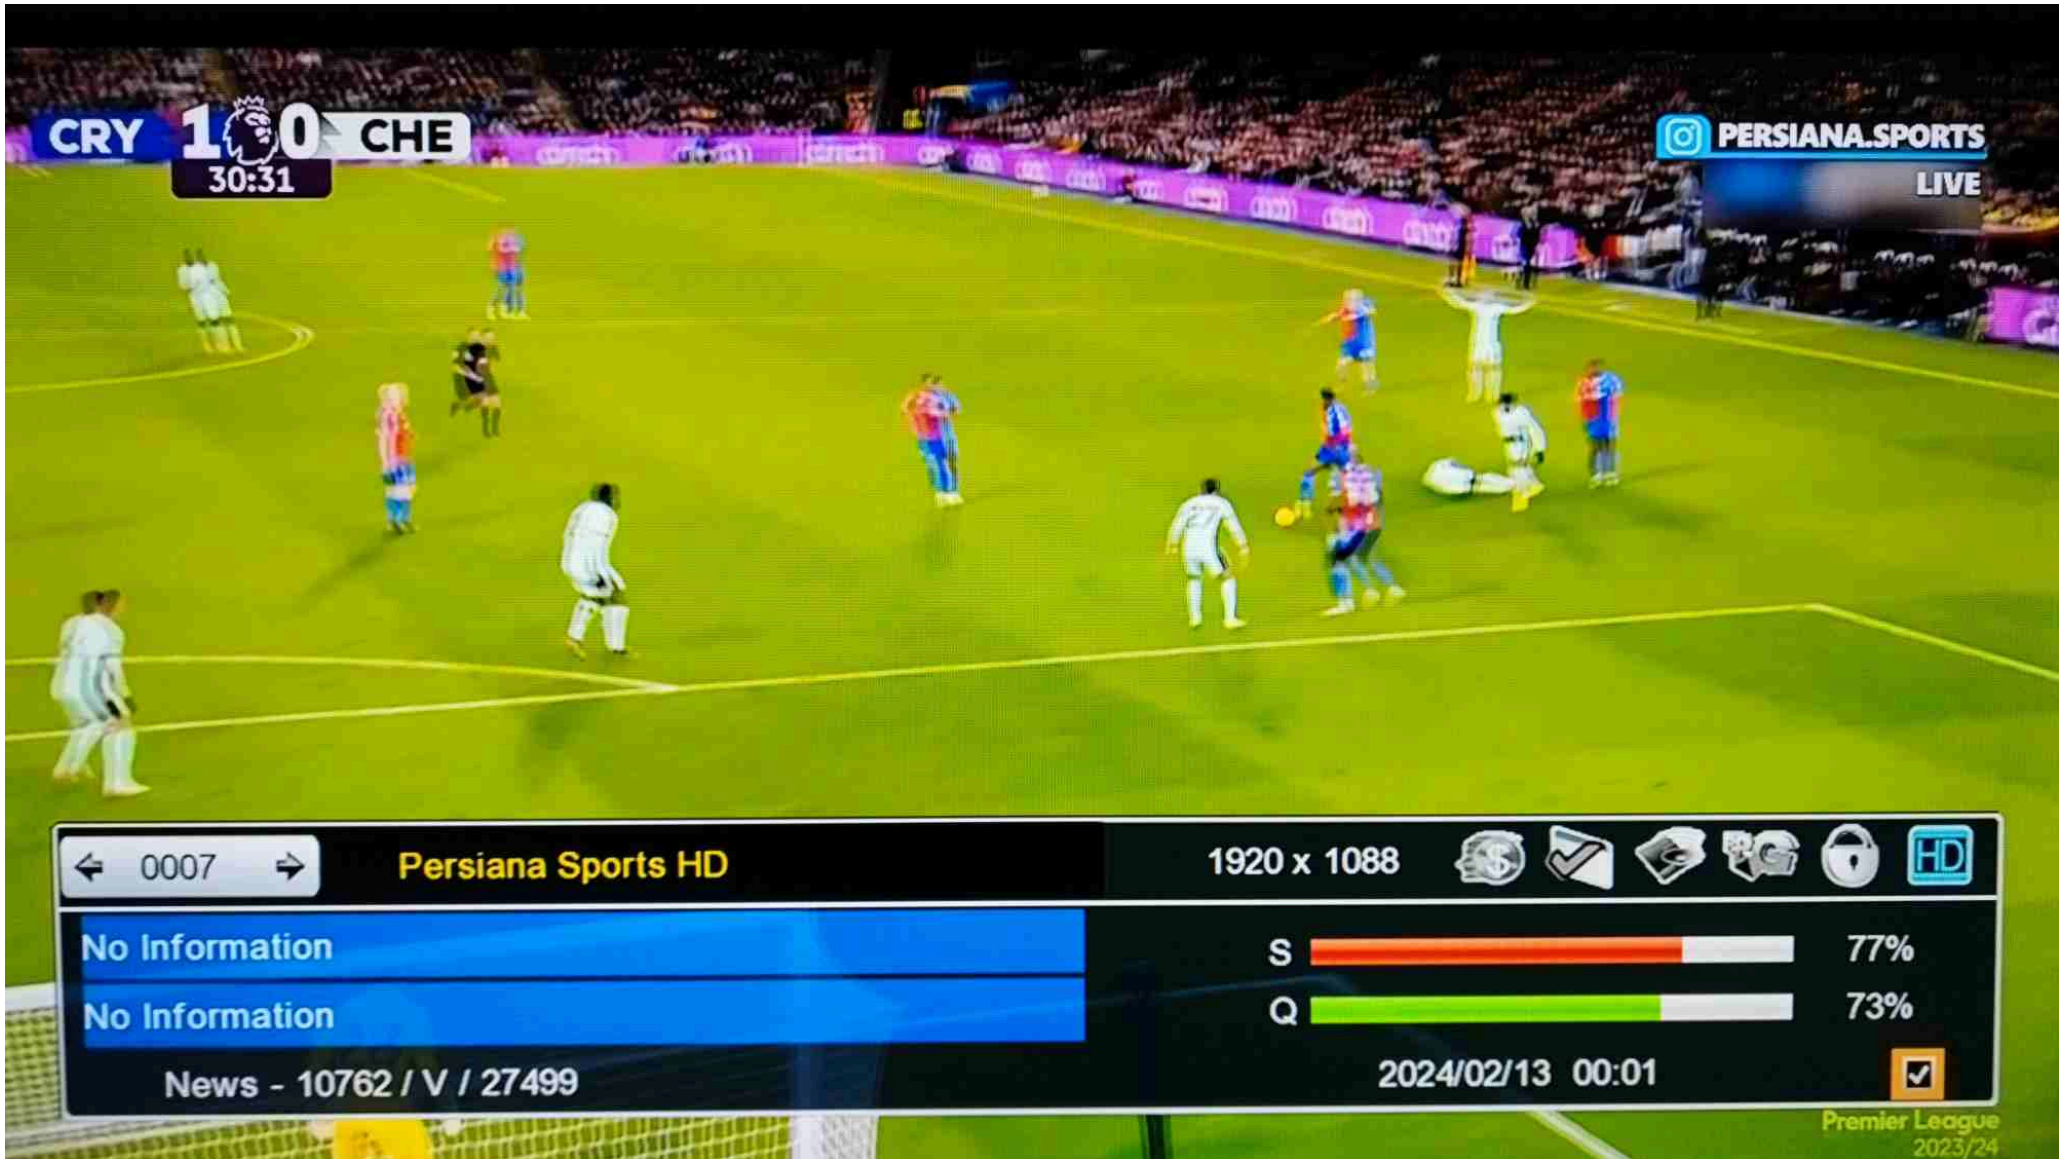 CRY 1 0 CHE
30:31
PERSIANA.SPORTS
LIVE
27
0007 Persiana Sports HD 1920 x 1088 HD
No Information
S 77%
No Information
Q 73%
News - 10762 / V / 27499
2024/02/13 00:01
Premier League
2023/24